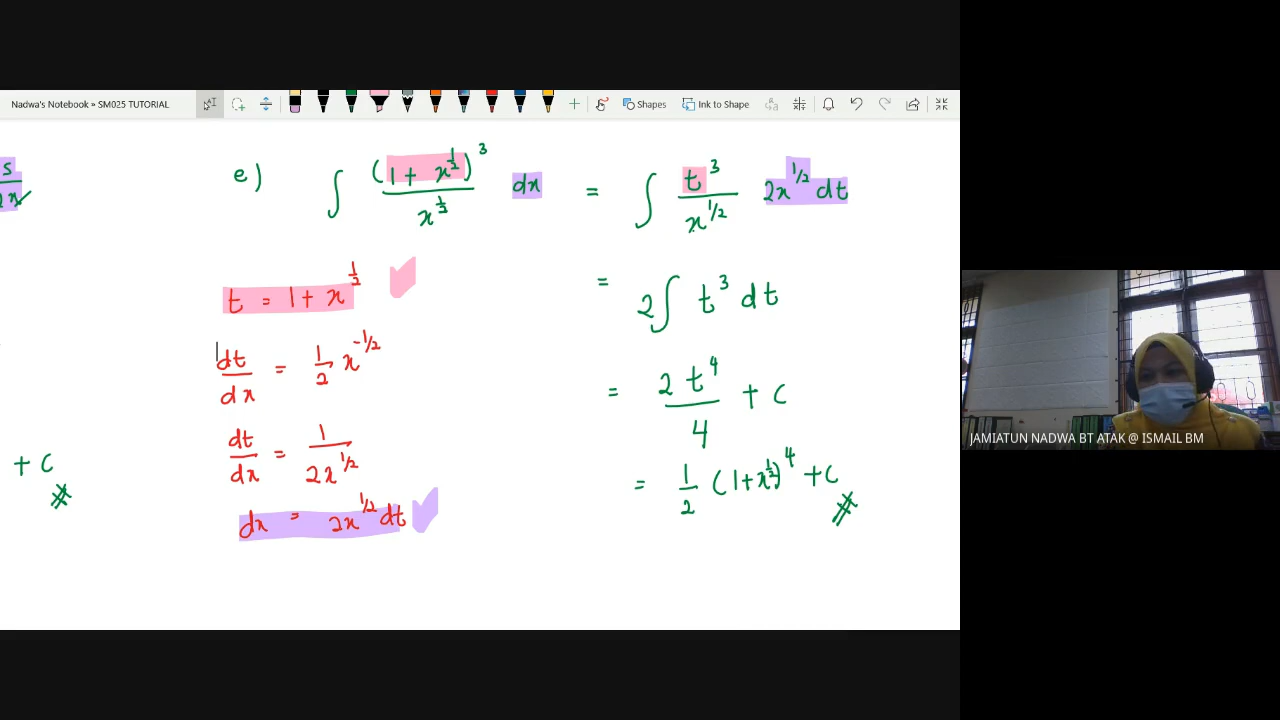 Nadwa's Notebook » SM025 TUTORIAL
Shapes
Ink to Shape
s
2x
+ C
e) ∫ (1 + x^{1/2})^3 / x^{1/2} dx = ∫ t^3 / x^{1/2} 2x^{1/2} dt
t = 1 + x^{1/2}
dt/dx = 1/2 x^{-1/2}
dt/dx = 1 / 2x^{1/2}
dx = 2x^{1/2} dt
= 2∫ t^3 dt
= 2t^4 / 4 + C
= 1/2 (1+x^{1/2})^4 + C
JAMIATUN NADWA BT ATAK @ ISMAIL BM